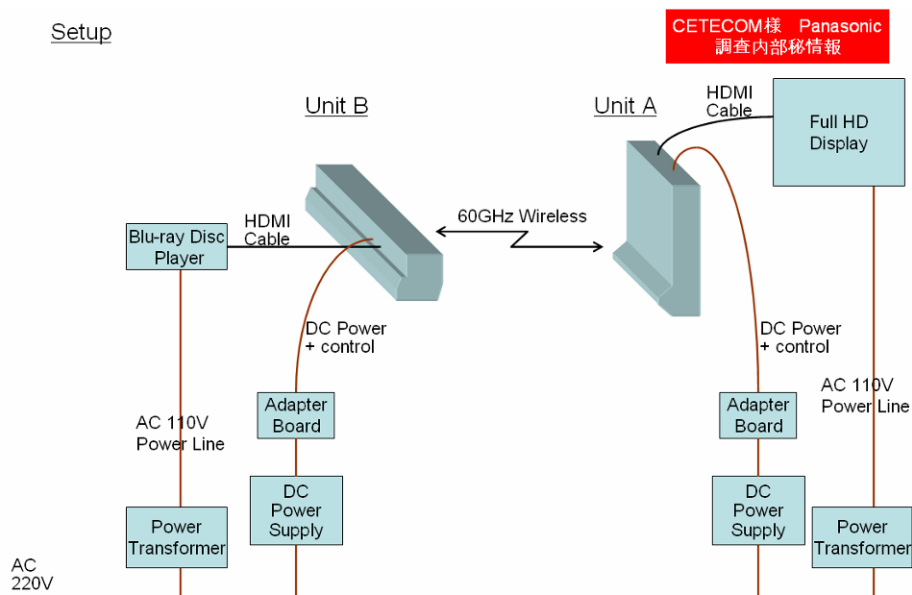 Setup
CETECOM様 Panasonic
調査内部秘情報
Unit B
Unit A
HDMI
Cable
Full HD
Display
60GHz Wireless
HDMI
Cable
Blu-ray Disc
Player
DC Power
+ control
DC Power
+ control
AC 110V
Power Line
Adapter
Board
Adapter
Board
AC 110V
Power Line
DC
Power
Supply
DC
Power
Supply
Power
Transformer
Power
Transformer
AC
220V